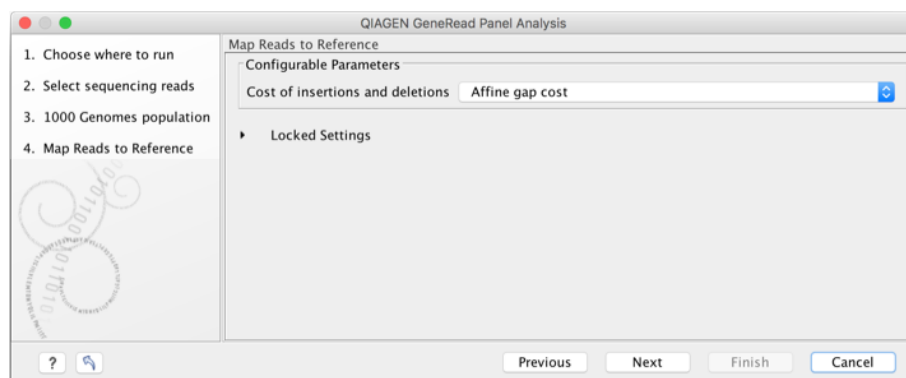 QIAGEN GeneRead Panel Analysis
1. Choose where to run
2. Select sequencing reads
3. 1000 Genomes population
4. Map Reads to Reference
Map Reads to Reference
Configurable Parameters
Cost of insertions and deletions Affine gap cost
Locked Settings
? Previous Next Finish Cancel